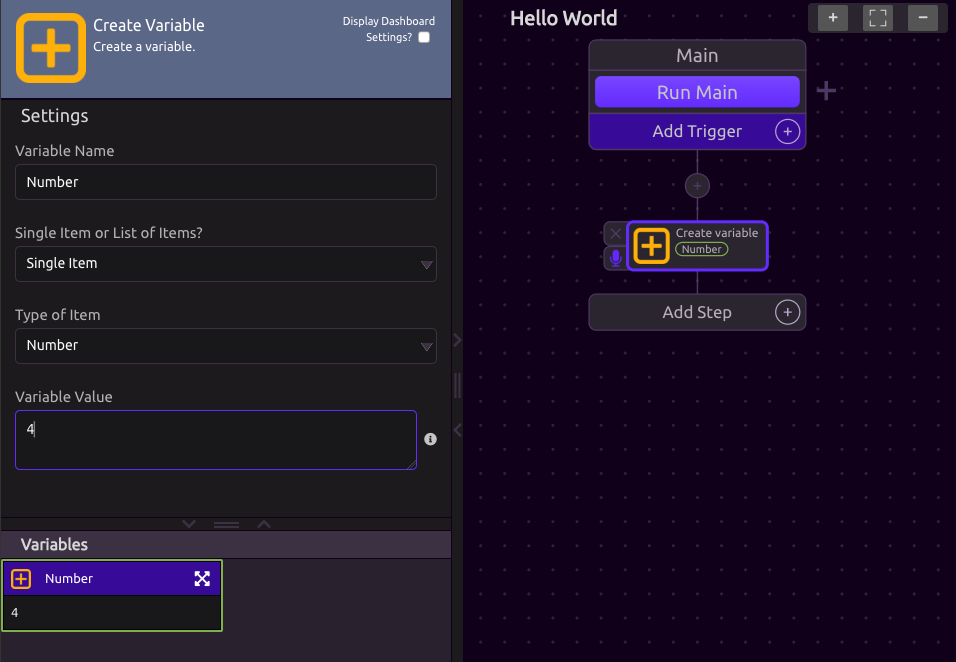 Create Variable
Create a variable.
Display Dashboard
Settings?
Settings
Variable Name
Number
Single Item or List of Items?
Single Item
Type of Item
Number
Variable Value
4
Variables
Number
4
Hello World
Main
Run Main
Add Trigger
Create variable
Number
Add Step